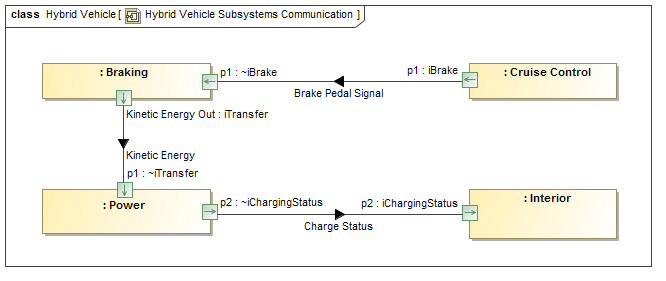 class Hybrid Vehicle [ Hybrid Vehicle Subsystems Communication ]
: Braking
p1 : ~iBrake
p1 : iBrake
: Cruise Control
Brake Pedal Signal
Kinetic Energy Out : iTransfer
Kinetic Energy
p1 : ~iTransfer
: Power
p2 : ~iChargingStatus
p2 : iChargingStatus
: Interior
Charge Status